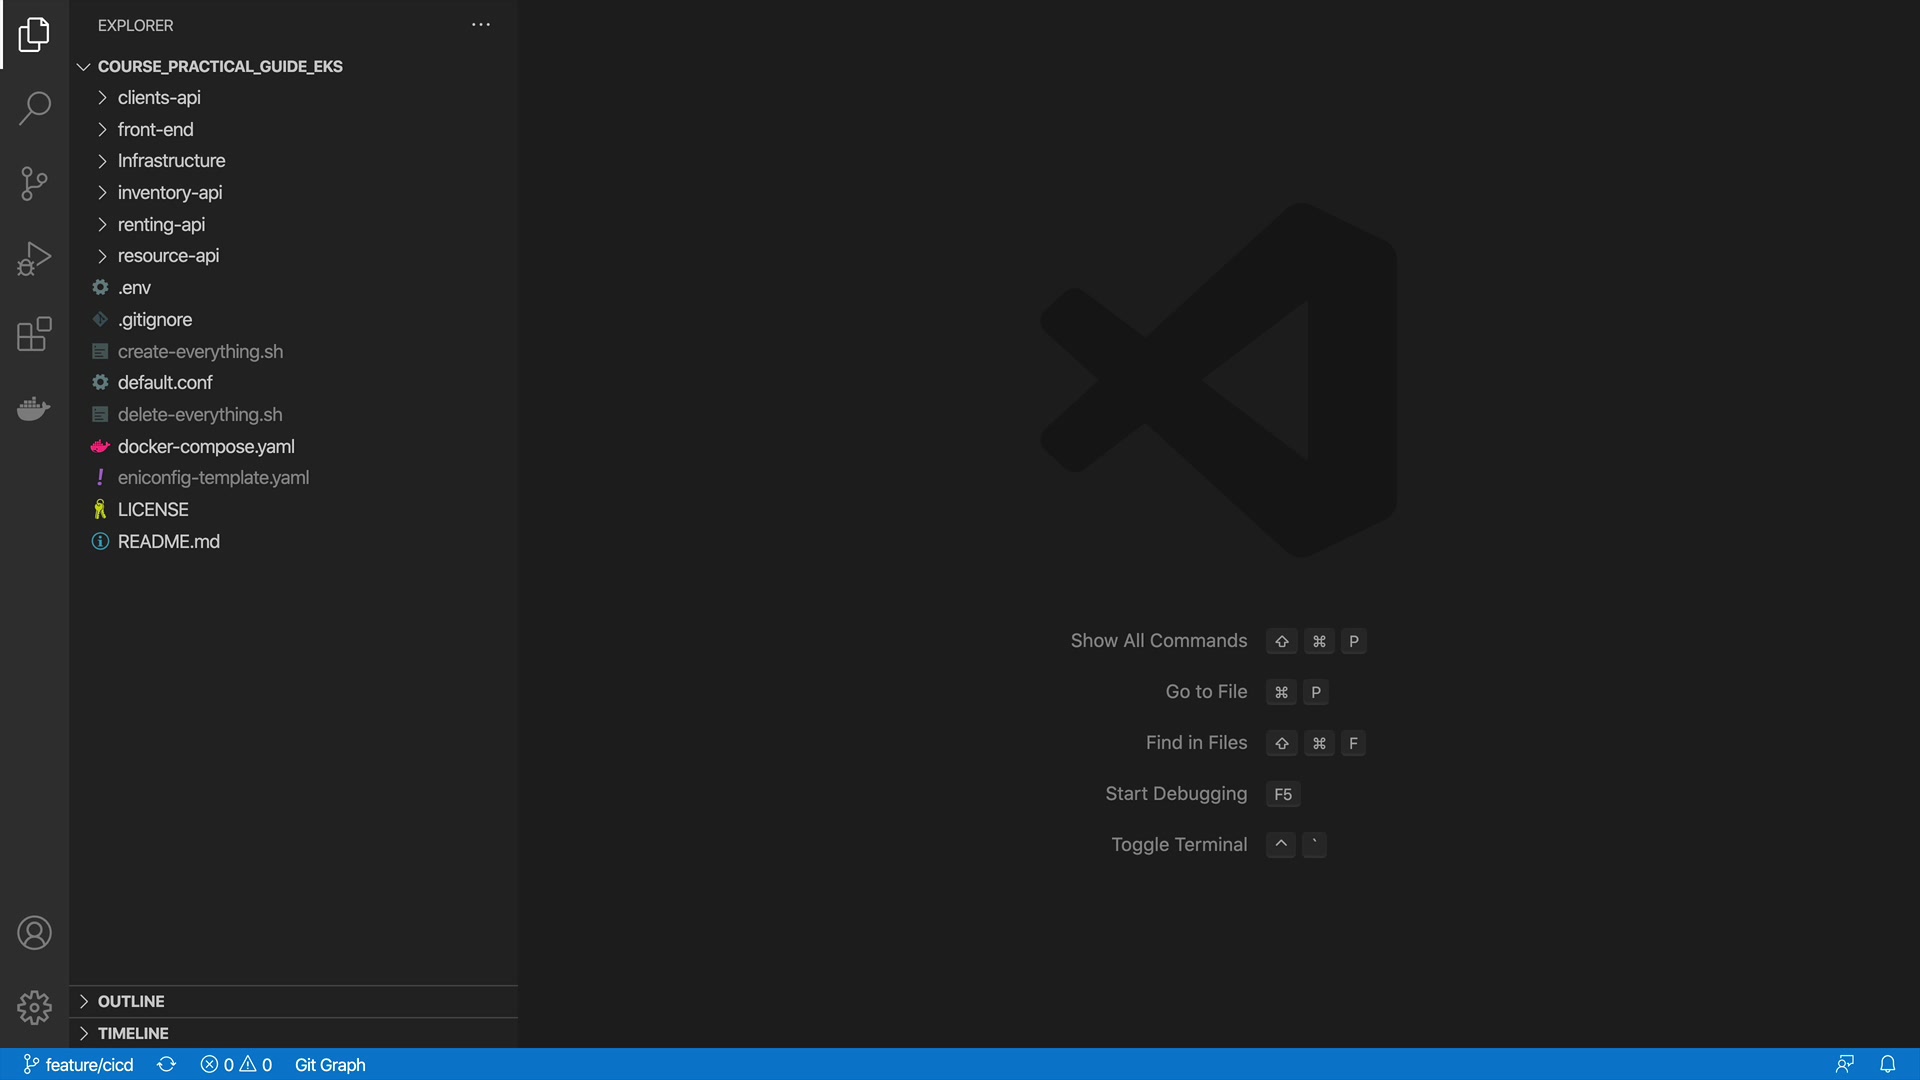 EXPLORER
COURSE_PRACTICAL_GUIDE_EKS
clients-api
front-end
Infrastructure
inventory-api
renting-api
resource-api
.env
.gitignore
create-everything.sh
default.conf
delete-everything.sh
docker-compose.yaml
eniconfig-template.yaml
LICENSE
README.md
OUTLINE
TIMELINE
Show All Commands ⇧ ⌘ P
Go to File ⌘ P
Find in Files ⇧ ⌘ F
Start Debugging F5
Toggle Terminal ^ `
feature/cicd 0 0 Git Graph